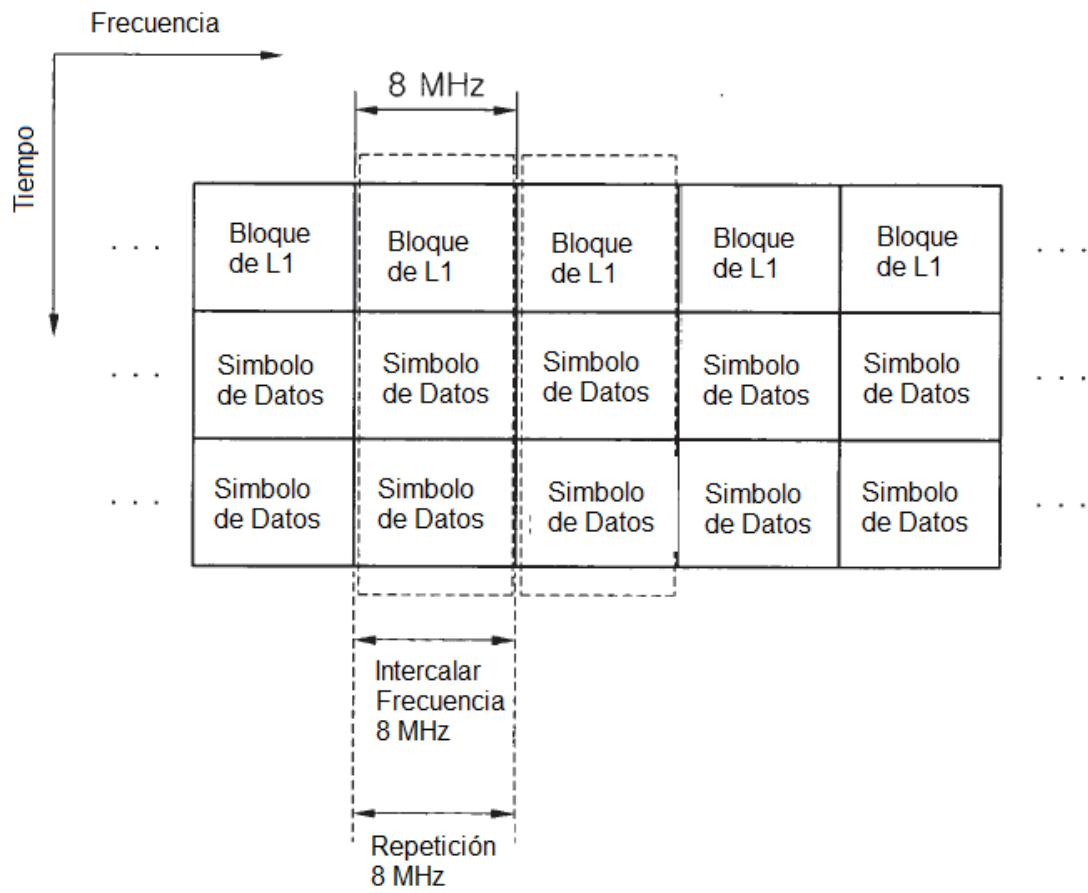 Frecuencia
Tiempo
8 MHz
. . .
Bloque
de L1
Bloque
de L1
Bloque
de L1
Bloque
de L1
Bloque
de L1
. . .
. . .
Simbolo
de Datos
Simbolo
de Datos
Simbolo
de Datos
Simbolo
de Datos
Simbolo
de Datos
. . .
. . .
Simbolo
de Datos
Simbolo
de Datos
Simbolo
de Datos
Simbolo
de Datos
Simbolo
de Datos
. . .
Intercalar
Frecuencia
8 MHz
Repetición
8 MHz